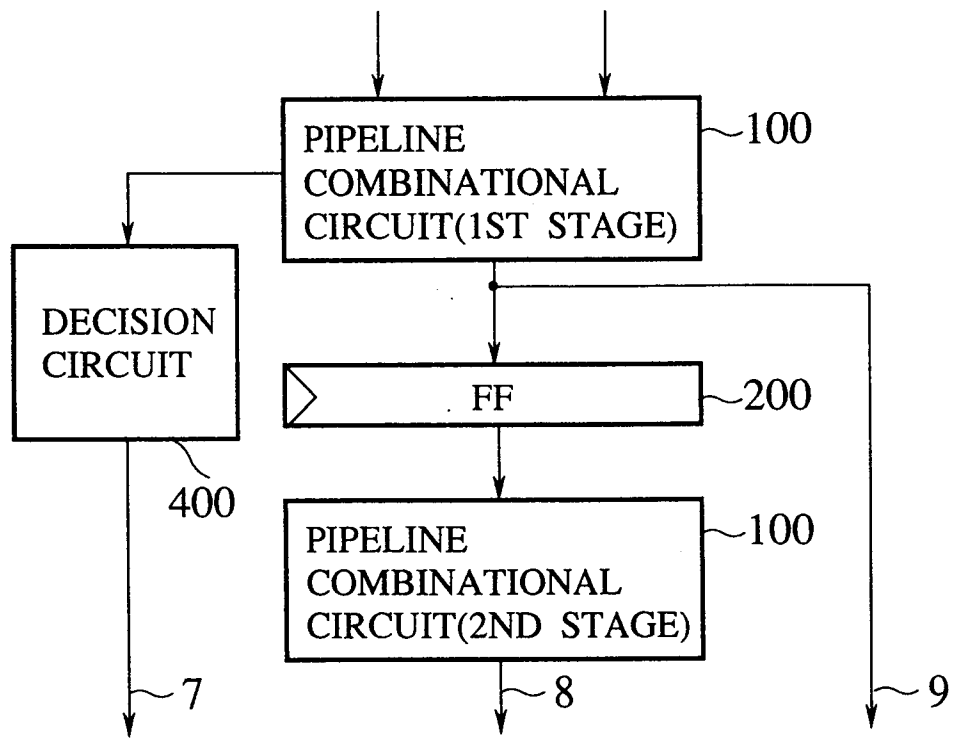 PIPELINE
COMBINATIONAL
CIRCUIT(1ST STAGE)
100
DECISION
CIRCUIT
400
FF
200
PIPELINE
COMBINATIONAL
CIRCUIT(2ND STAGE)
100
7
8
9